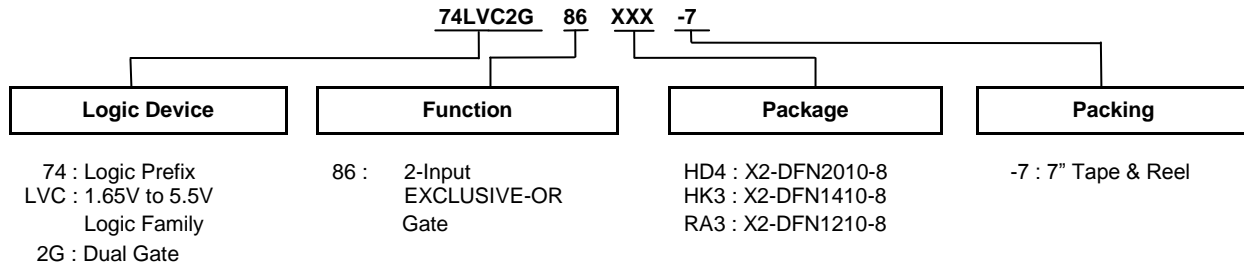 74LVC2G 86 XXX -7
Logic Device Function Package Packing
74 : Logic Prefix 86 : 2-Input HD4 : X2-DFN2010-8 -7 : 7” Tape & Reel
LVC : 1.65V to 5.5V EXCLUSIVE-OR HK3 : X2-DFN1410-8
Logic Family Gate RA3 : X2-DFN1210-8
2G : Dual Gate